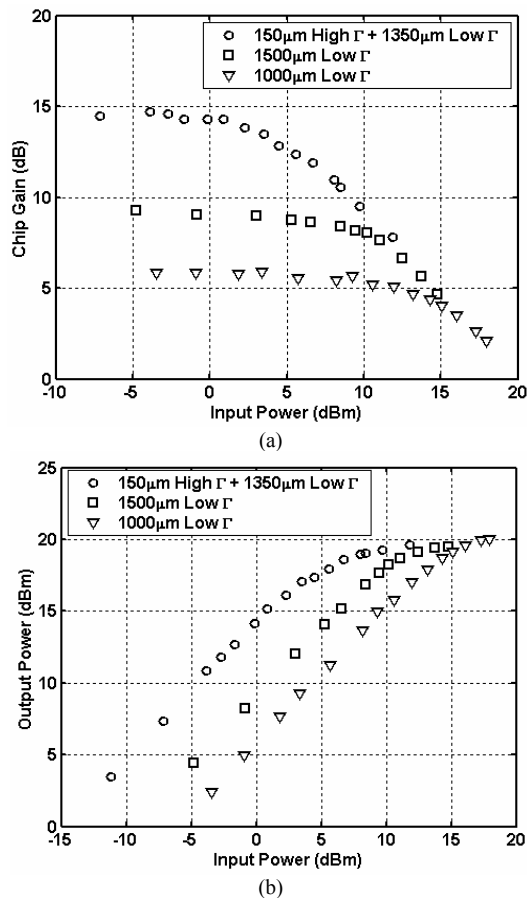 150μm High Γ + 1350μm Low Γ
1500μm Low Γ
1000μm Low Γ
Chip Gain (dB)
20
15
10
5
0
-10 -5 0 5 10 15 20
Input Power (dBm)
(a)
150μm High Γ + 1350μm Low Γ
1500μm Low Γ
1000μm Low Γ
Output Power (dBm)
25
20
15
10
5
0
-15 -10 -5 0 5 10 15 20
Input Power (dBm)
(b)